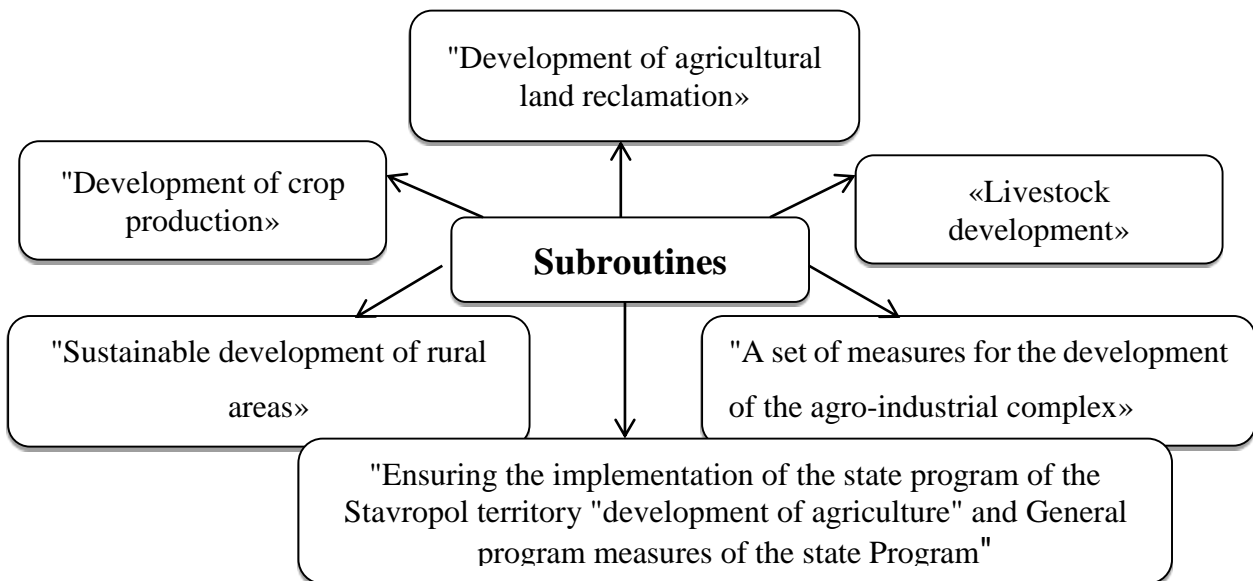 "Development of agricultural
land reclamation»
"Development of crop
production»
«Livestock
development»
Subroutines
"Sustainable development of rural
areas»
"A set of measures for the development
of the agro-industrial complex»
"Ensuring the implementation of the state program of the
Stavropol territory "development of agriculture" and General
program measures of the state Program"